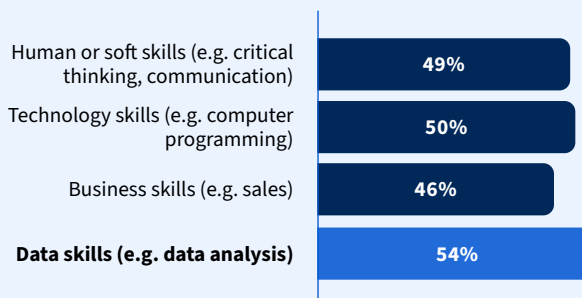 Human or soft skills (e.g. critical
thinking, communication)
49%
Technology skills (e.g. computer
programming)
50%
Business skills (e.g. sales)
46%
Data skills (e.g. data analysis)
54%